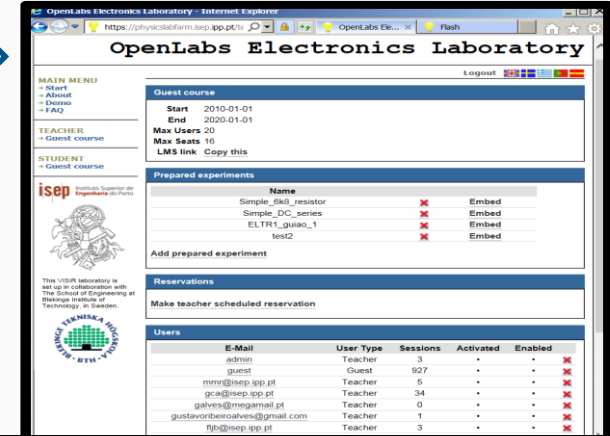 OpenLabs Electronics Laboratory - Internet Explorer
https://physicslabfarm.isep.ipp.pt/
OpenLabs Ele...
Flash
OpenLabs Electronics Laboratory
Logout
MAIN MENU
Start
About
Demo
FAQ
TEACHER
Guest course
STUDENT
Guest course
isep Instituto Superior de
Engenharia do Porto
This VISIR laboratory is
set up in collaboration with
The School of Engineering at
Blekinge Institute of
Technology, in Sweden.
BLEKINGE TEKNISKA HÖGSKOLA
BTH
Guest course
Start 2010-01-01
End 2020-01-01
Max Users 20
Max Seats 16
LMS link Copy this
Prepared experiments
Name
Simple_6k8_resistor Embed
Simple_DC_series Embed
ELTR1_guiao_1 Embed
test2 Embed
Add prepared experiment
Reservations
Make teacher scheduled reservation
Users
E-Mail User Type Sessions Activated Enabled
admin Teacher 3 • •
guest Guest 927 • •
mmr@isep.ipp.pt Teacher 5 • •
gca@isep.ipp.pt Teacher 34 • •
galves@megamail.pt Teacher 0 • •
gustavoribeiroalves@gmail.com Teacher 1 • •
fljb@isep.ipp.pt Teacher 3 • •